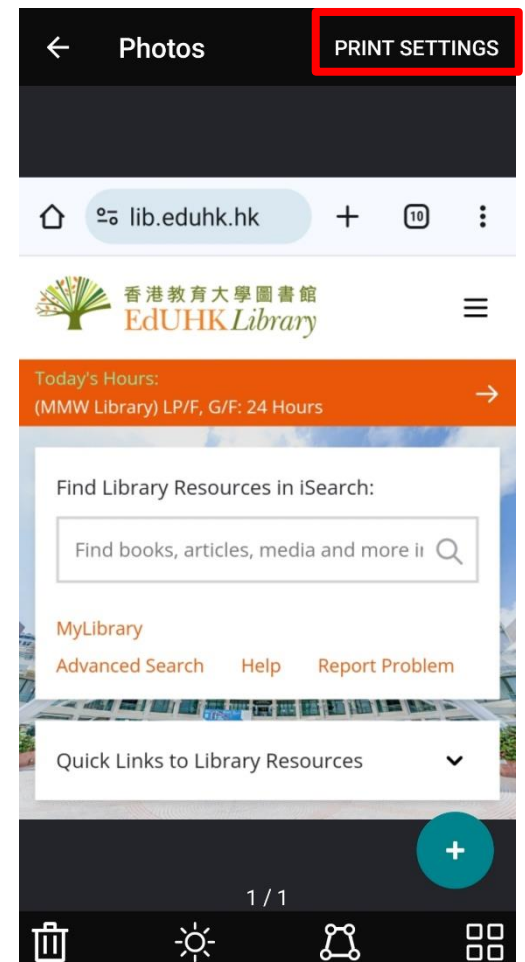 Photos PRINT SETTINGS
lib.eduhk.hk 10
香港教育大學圖書館
EdUHK Library
Today's Hours:
(MMW Library) LP/F, G/F: 24 Hours
Find Library Resources in iSearch:
Find books, articles, media and more in
MyLibrary
Advanced Search Help Report Problem
Quick Links to Library Resources
1 / 1